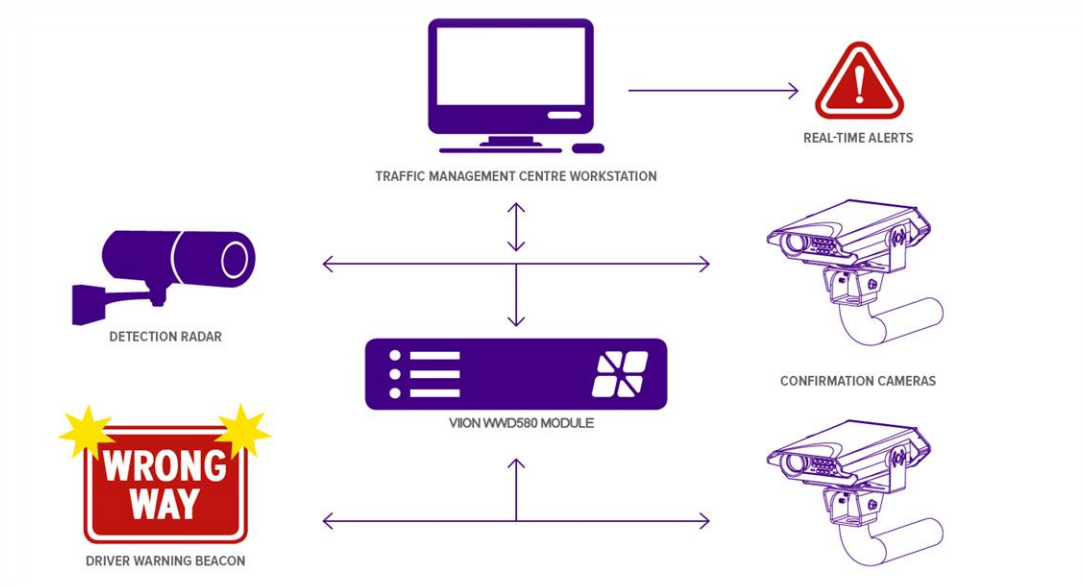 REAL-TIME ALERTS
TRAFFIC MANAGEMENT CENTRE WORKSTATION
DETECTION RADAR
CONFIRMATION CAMERAS
VIION WWD580 MODULE
WRONG
WAY
DRIVER WARNING BEACON